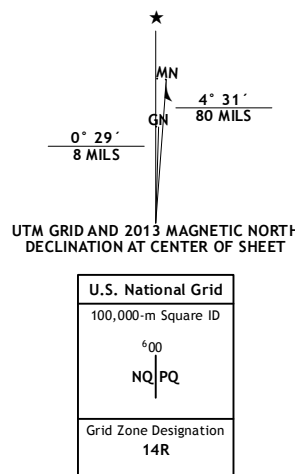 ★
MN
4° 31´
80 MILS
GN
0° 29´
8 MILS
UTM GRID AND 2013 MAGNETIC NORTH
DECLINATION AT CENTER OF SHEET
U.S. National Grid
100,000-m Square ID
⁶00
NQ PQ
Grid Zone Designation
14R